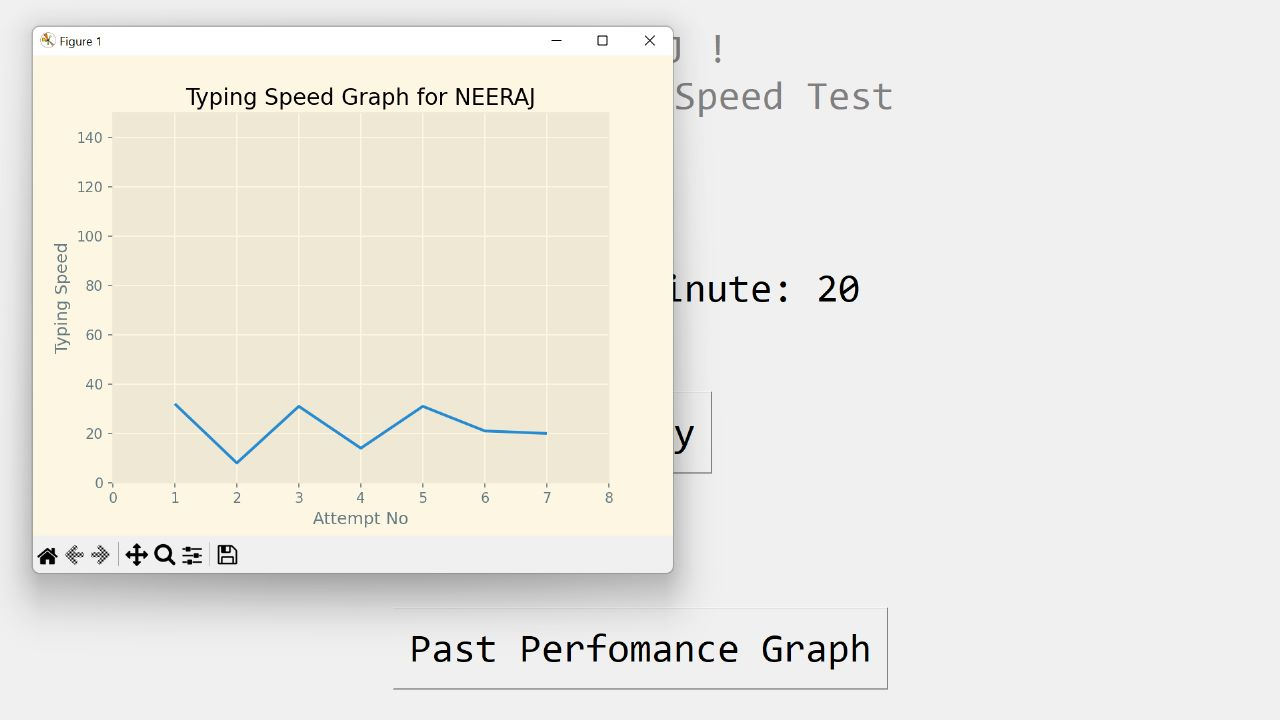 Figure 1
Typing Speed Graph for NEERAJ
140
120
100
80
60
40
20
0
Typing Speed
0 1 2 3 4 5 6 7 8
Attempt No
!
Speed Test
inute: 20
y
Past Perfomance Graph